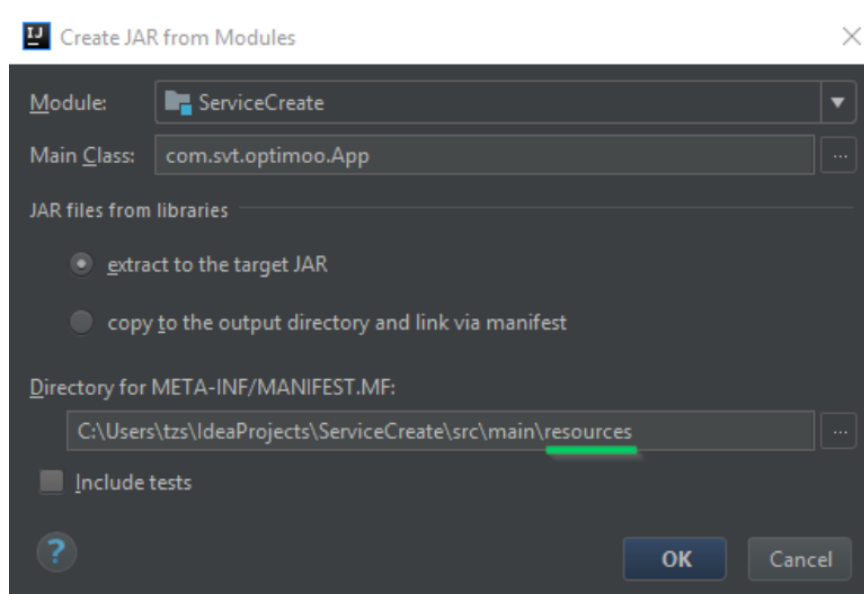 IJ
Create JAR from Modules
Module: ServiceCreate
Main Class: com.svt.optimoo.App ...
JAR files from libraries
extract to the target JAR
copy to the output directory and link via manifest
Directory for META-INF/MANIFEST.MF:
C:\Users\tzs\IdeaProjects\ServiceCreate\src\main\resources ...
Include tests
? OK Cancel